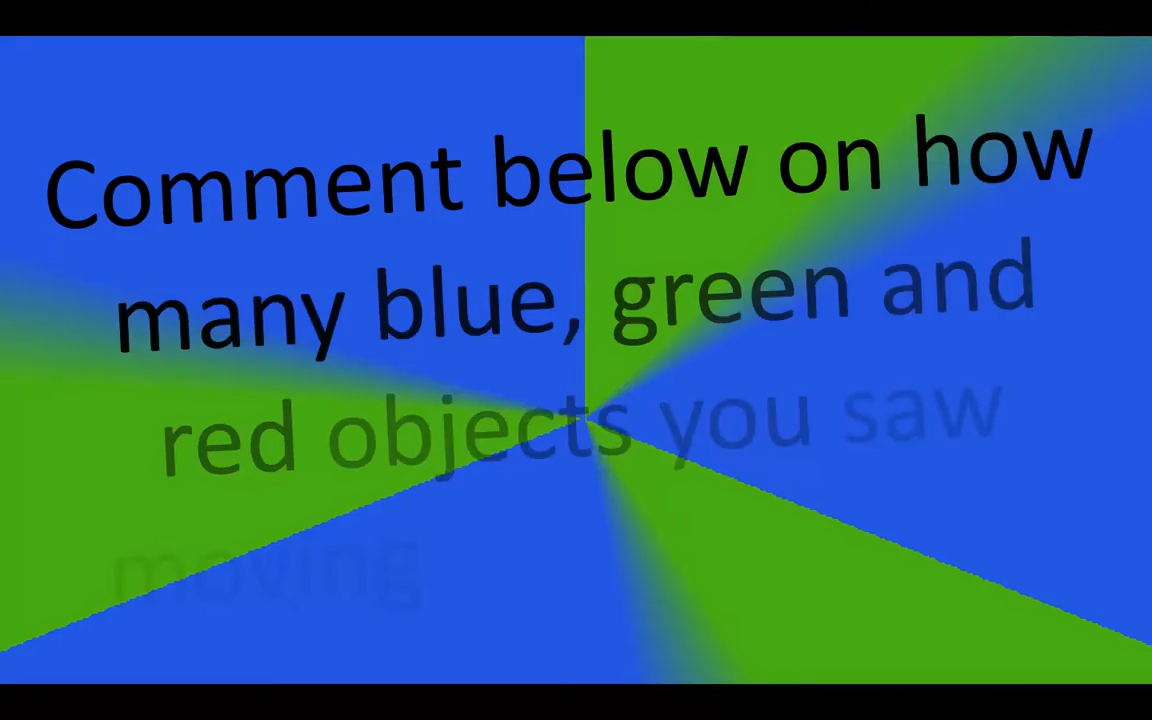 Comment below on how
many blue, green and
red objects you saw
moving